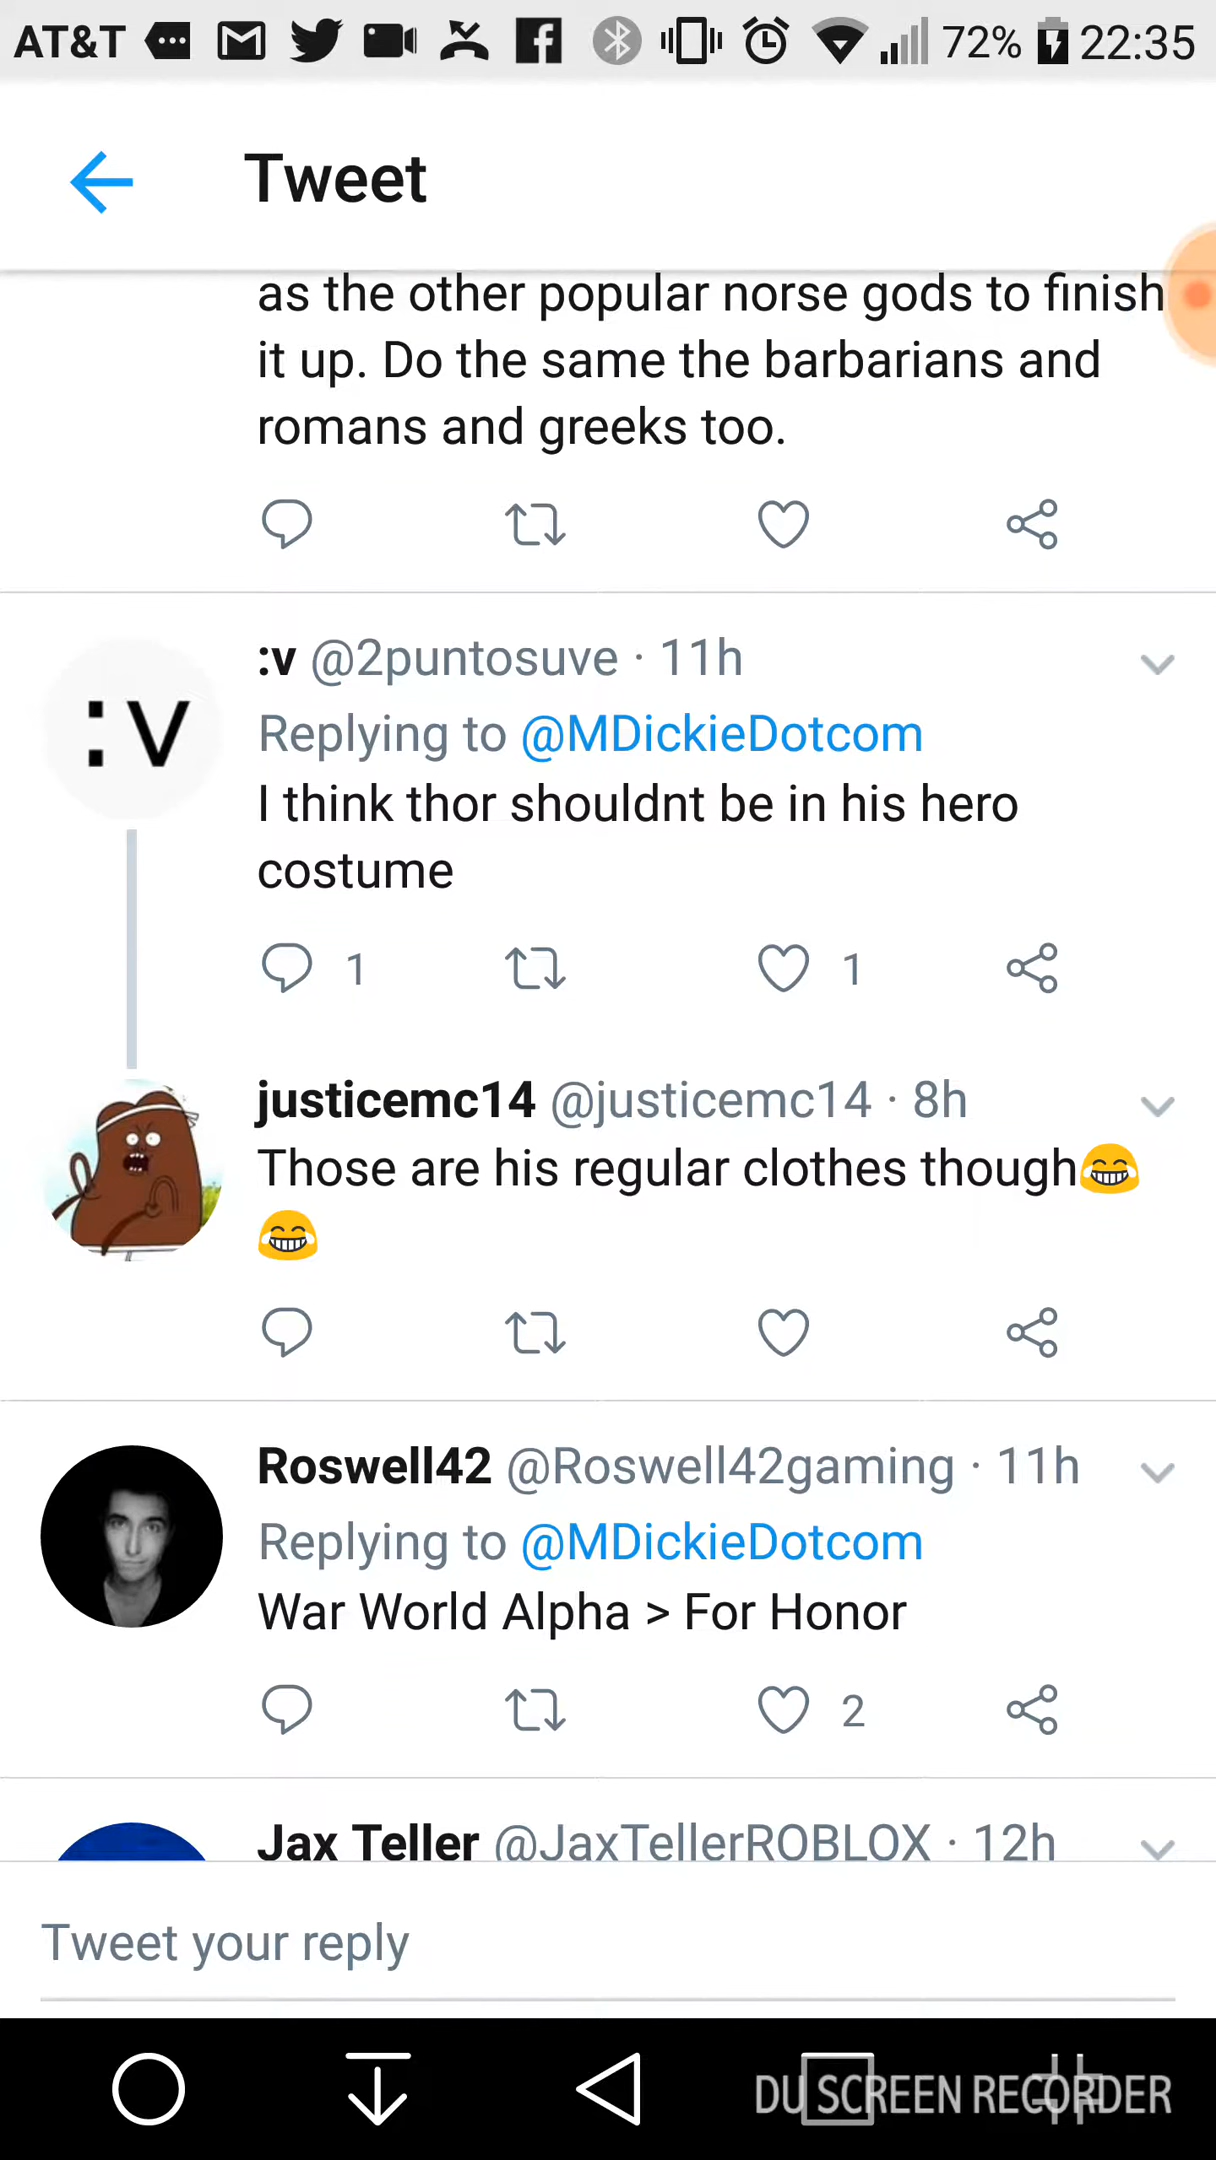 AT&T 72% 22:35
Tweet
as the other popular norse gods to finish
it up. Do the same the barbarians and
romans and greeks too.
:v @2puntosuve · 11h
:v
Replying to @MDickieDotcom
I think thor shouldnt be in his hero
costume
1 1
justicemc14 @justicemc14 · 8h
Those are his regular clothes though😂
😂
Roswell42 @Roswell42gaming · 11h
Replying to @MDickieDotcom
War World Alpha > For Honor
2
Jax Teller @JaxTellerROBLOX · 12h
Tweet your reply
DU SCREEN RECORDER